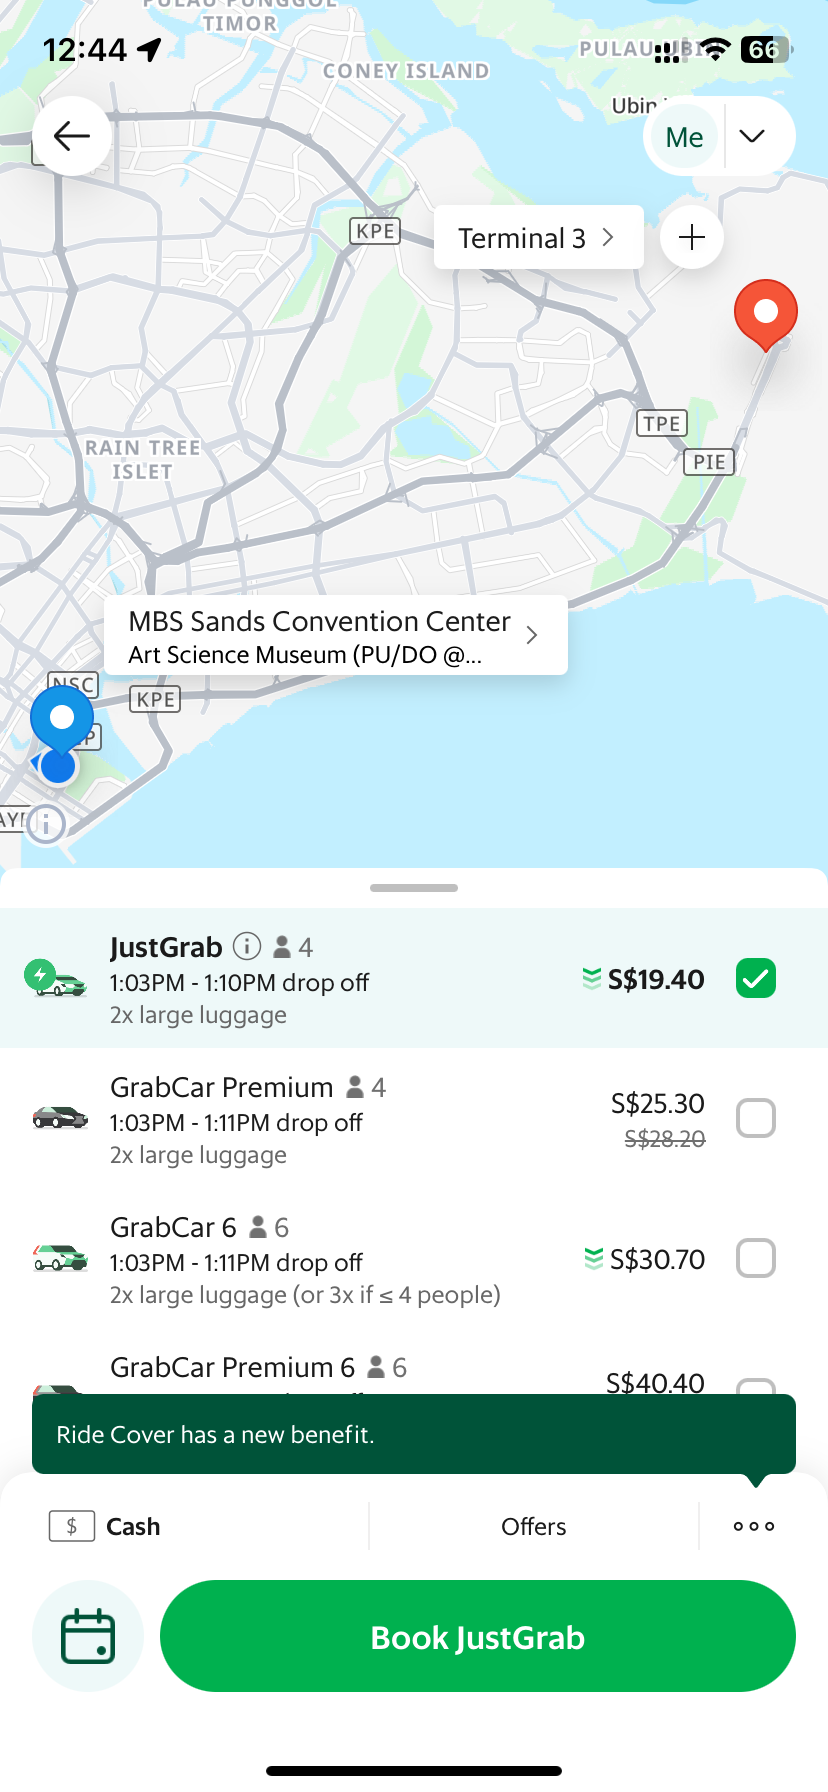 PULAU PUNGGOL
TIMOR
12:44
66
CONEY ISLAND
PULAU UBIN
Ubin
Me
KPE
Terminal 3
TPE
PIE
RAIN TREE
ISLET
MBS Sands Convention Center
Art Science Museum (PU/DO @...
NSC
KPE
JustGrab 4
1:03PM - 1:10PM drop off
S$19.40
2x large luggage
GrabCar Premium 4
S$25.30
1:03PM - 1:11PM drop off
S$28.20
2x large luggage
GrabCar 6 6
1:03PM - 1:11PM drop off
S$30.70
2x large luggage (or 3x if ≤ 4 people)
GrabCar Premium 6 6
S$40.40
Ride Cover has a new benefit.
$ Cash
Offers
Book JustGrab